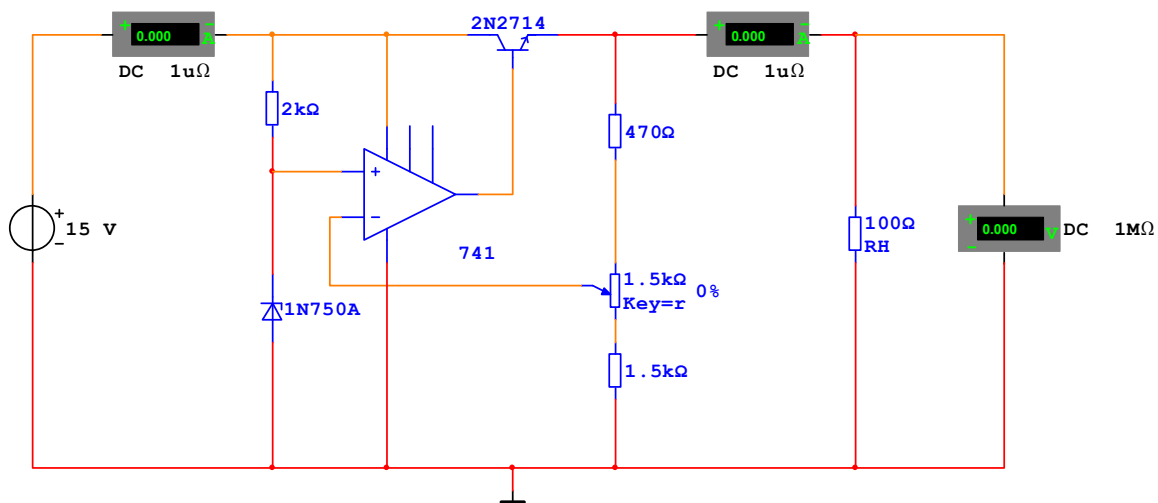 2N2714
+ 0.000 − A
DC 1uΩ
+ 0.000 − A
DC 1uΩ
2kΩ
470Ω
+
−
741
+
15 V
−
100Ω
RH
+ 0.000 V
−
DC 1MΩ
1.5kΩ
Key=r
0%
1N750A
1.5kΩ